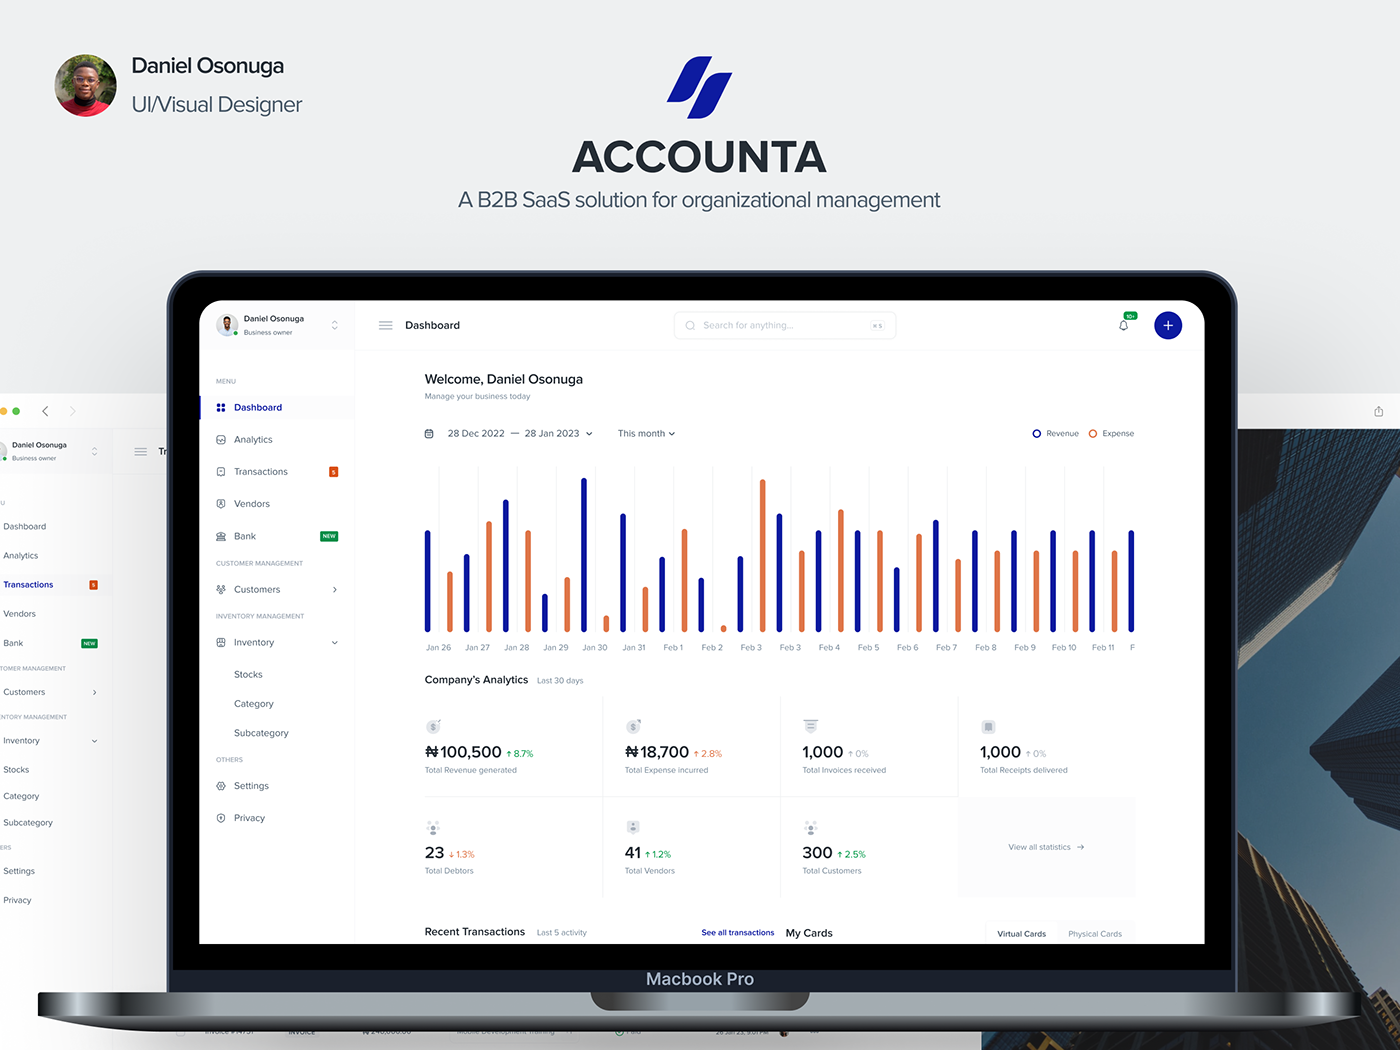 Daniel Osonuga
UI/Visual Designer
ACCOUNTA
A B2B SaaS solution for organizational management
Daniel Osonuga
Business owner
Dashboard
Search for anything...
10+
+
MENU
Dashboard
Analytics
Transactions 5
Vendors
Bank NEW
CUSTOMER MANAGEMENT
Customers
INVENTORY MANAGEMENT
Inventory
Stocks
Category
Subcategory
OTHERS
Settings
Privacy
Welcome, Daniel Osonuga
Manage your business today
28 Dec 2022 — 28 Jan 2023 This month
Revenue Expense
Jan 26 Jan 27 Jan 28 Jan 29 Jan 30 Jan 31 Feb 1 Feb 2 Feb 3 Feb 3 Feb 4 Feb 5 Feb 6 Feb 7 Feb 8 Feb 9 Feb 10 Feb 11 F
Company's Analytics Last 30 days
₦100,500 ↑ 8.7%
Total Revenue generated
₦18,700 ↑ 2.8%
Total Expense incurred
1,000 ↑ 0%
Total Invoices received
1,000 ↑ 0%
Total Receipts delivered
23 ↓ 1.3%
Total Debtors
41 ↑ 1.2%
Total Vendors
300 ↑ 2.5%
Total Customers
View all statistics →
Recent Transactions Last 5 activity
See all transactions
My Cards
Virtual Cards Physical Cards
Macbook Pro
Daniel Osonuga
Business owner
Tr
U
Dashboard
Analytics
Transactions 5
Vendors
Bank NEW
TOMER MANAGEMENT
Customers
NTORY MANAGEMENT
Inventory
Stocks
Category
Subcategory
ERS
Settings
Privacy